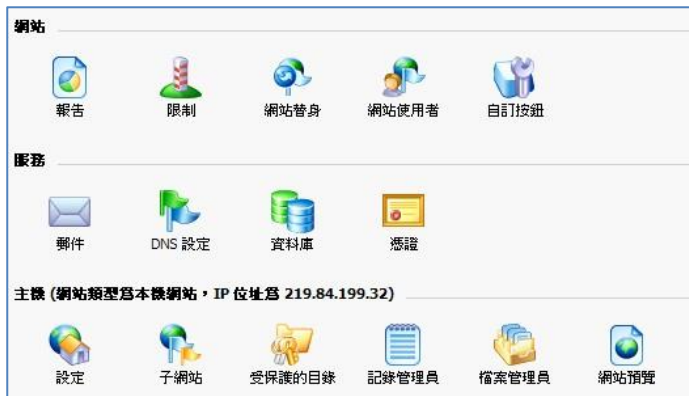 網站
報告 限制 網站替身 網站使用者 自訂按鈕
服務
郵件 DNS 設定 資料庫 憑證
主機 (網站類型為本機網站，IP 位址為 219.84.199.32)
設定 子網站 受保護的目錄 記錄管理員 檔案管理員 網站預覽